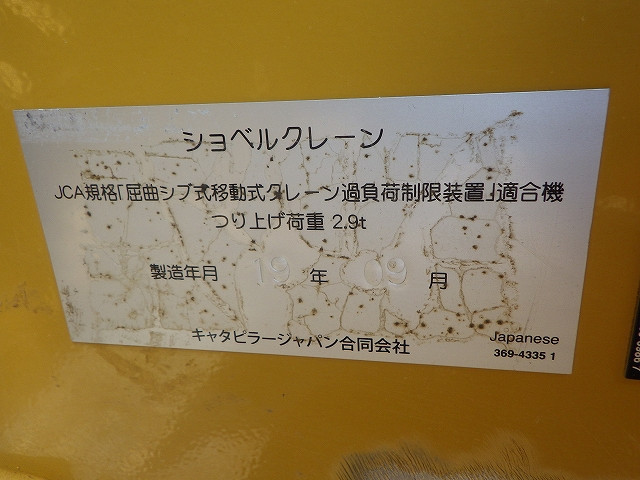 ショベルクレーン
JCA規格「屈曲ジブ式移動式クレーン過負荷制限装置」適合機
つり上げ荷重 2.9t
製造年月 19 年 09 月
キャタピラージャパン合同会社
Japanese
369-4335 1